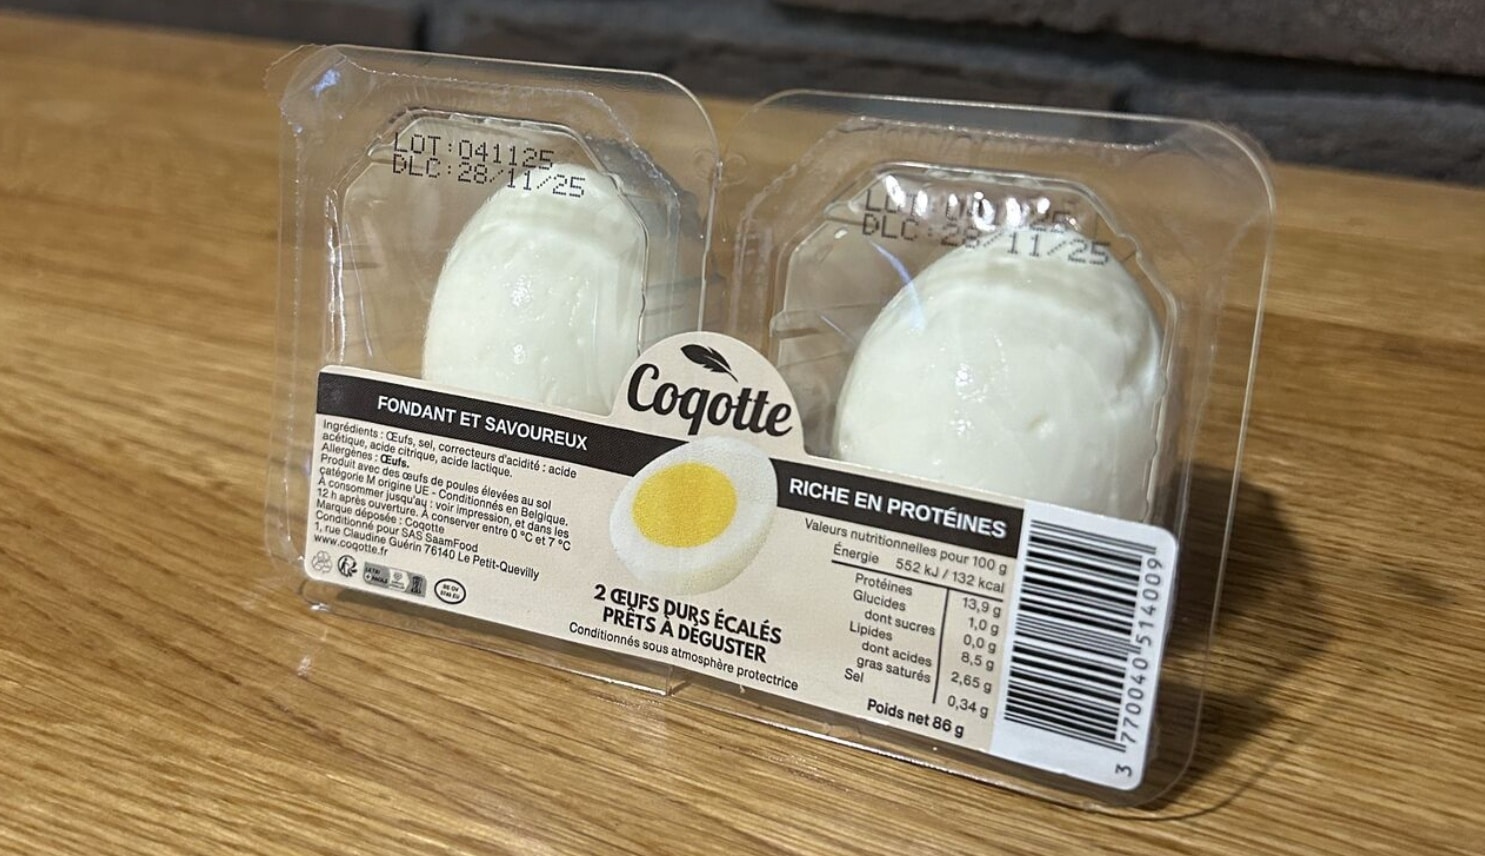 LOT:041125
DLC:28/11/25
DLC:28/11/25
Coqotte
FONDANT ET SAVOUREUX
Ingrédients : Œufs, sel, correcteurs d'acidité : acide
acétique, acide citrique, acide lactique.
Allergènes : Œufs.
Produit avec des œufs de poules élevées au sol
catégorie M origine UE - Conditionnés en Belgique.
A consommer jusqu'au : voir impression, et dans les
12 h après ouverture. À conserver entre 0 °C et 7 °C
Marque déposée : Coqotte
Conditionné pour SAS SaamFood
1, rue Claudine Guérin 76140 Le Petit-Quevilly
www.coqotte.fr
2 ŒUFS DURS ÉCALÉS
PRÊTS À DÉGUSTER
Conditionnés sous atmosphère protectrice
RICHE EN PROTÉINES
Valeurs nutritionnelles pour 100 g
Énergie 552 kJ / 132 kcal
Protéines 13,9 g
Glucides 1,0 g
dont sucres 0,0 g
Lipides 8,5 g
dont acides
gras saturés 2,65 g
Sel 0,34 g
Poids net 86 g
3 770040 514009